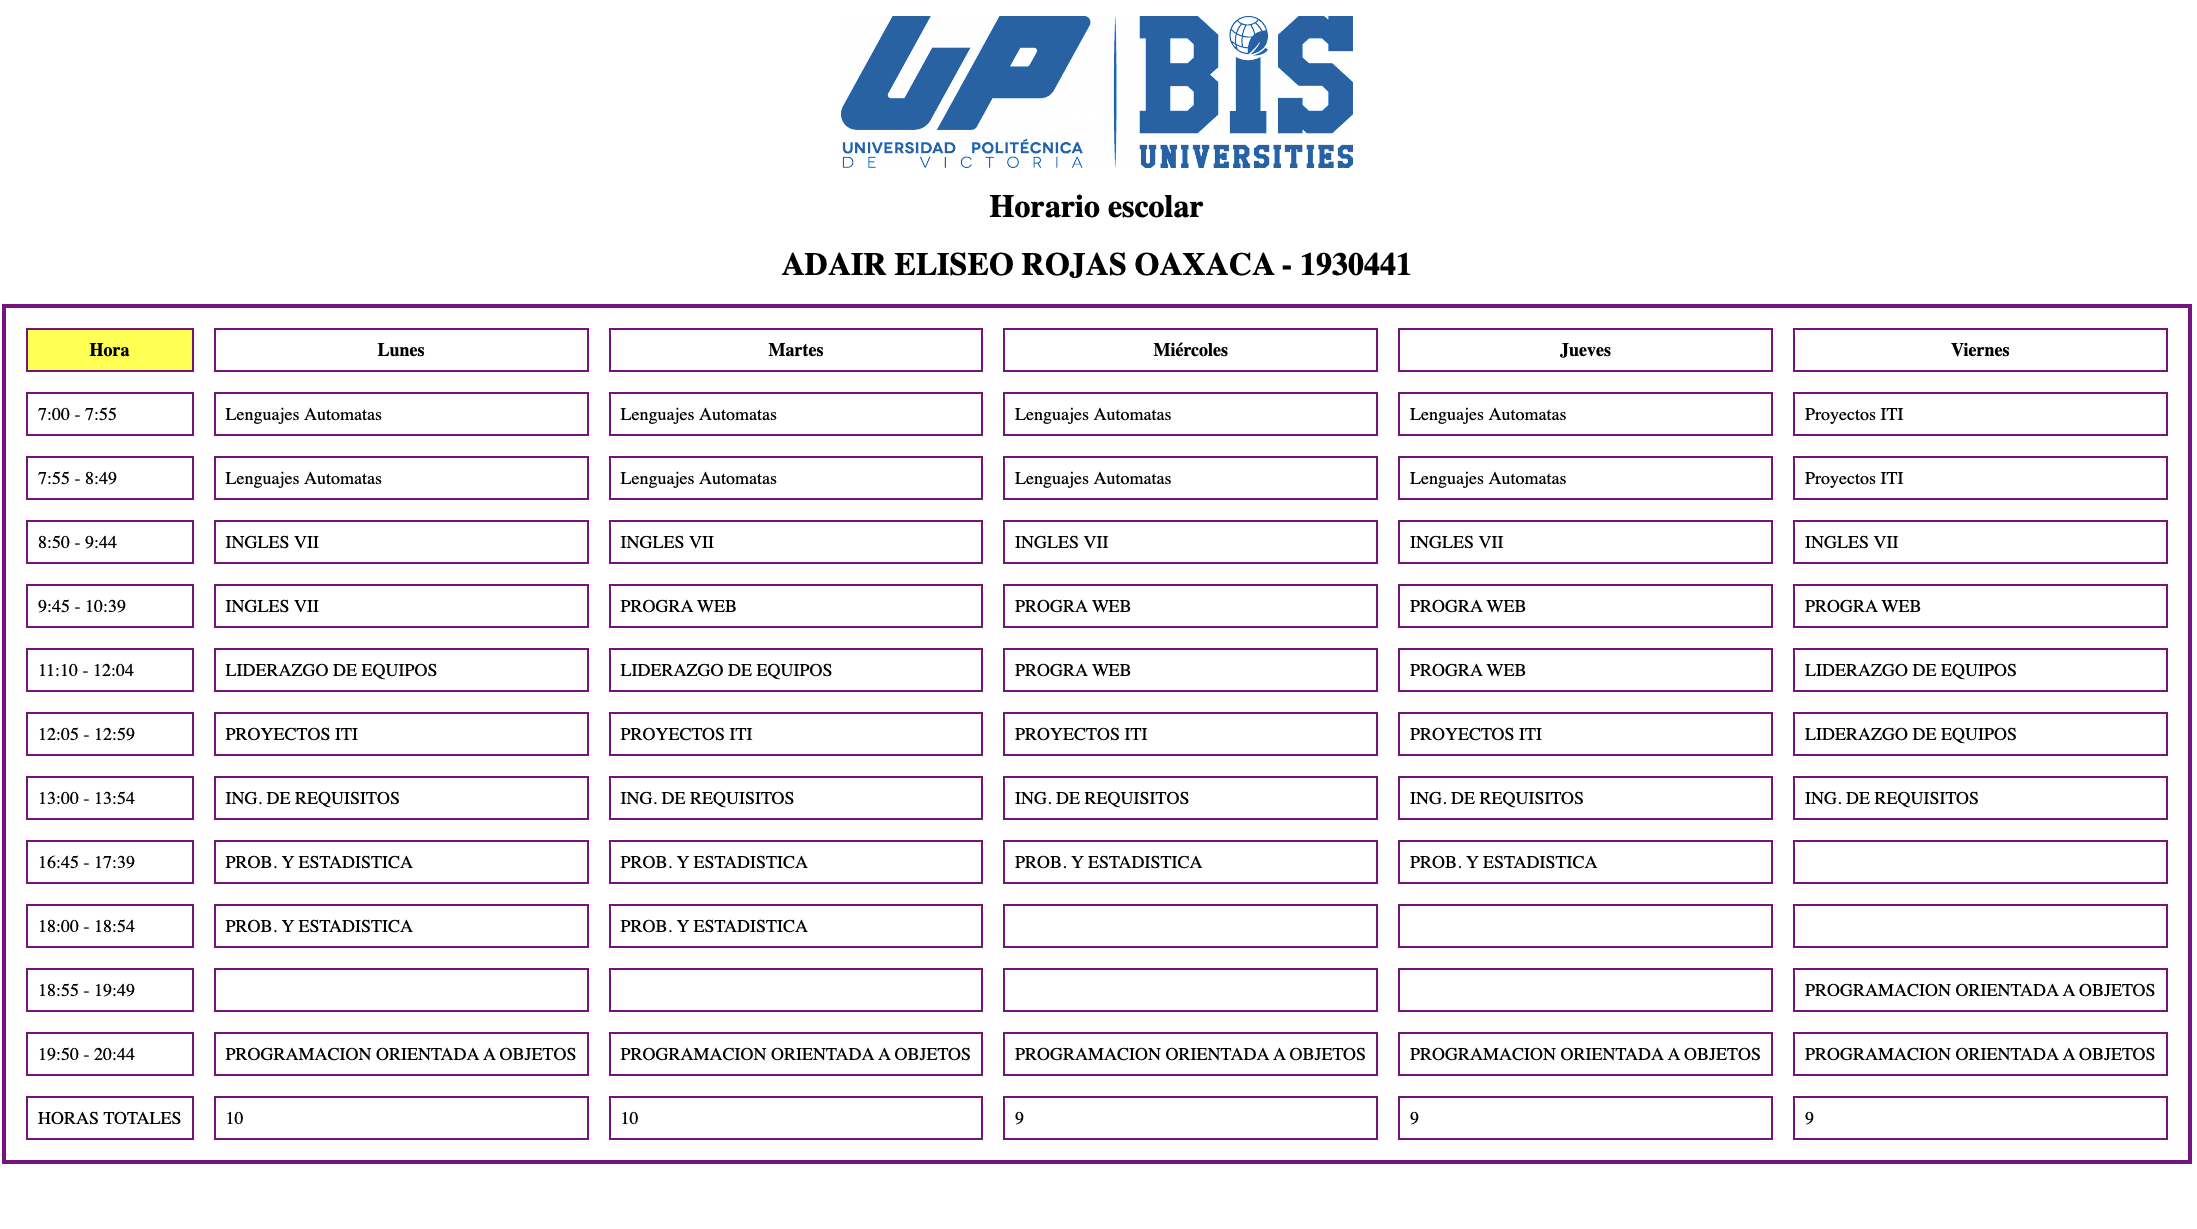 UNIVERSIDAD POLITÉCNICA
DE VICTORIA
BIS
UNIVERSITIES
Horario escolar
ADAIR ELISEO ROJAS OAXACA - 1930441
Hora Lunes Martes Miércoles Jueves Viernes
7:00 - 7:55 Lenguajes Automatas Lenguajes Automatas Lenguajes Automatas Lenguajes Automatas Proyectos ITI
7:55 - 8:49 Lenguajes Automatas Lenguajes Automatas Lenguajes Automatas Lenguajes Automatas Proyectos ITI
8:50 - 9:44 INGLES VII INGLES VII INGLES VII INGLES VII INGLES VII
9:45 - 10:39 INGLES VII PROGRA WEB PROGRA WEB PROGRA WEB PROGRA WEB
11:10 - 12:04 LIDERAZGO DE EQUIPOS LIDERAZGO DE EQUIPOS PROGRA WEB PROGRA WEB LIDERAZGO DE EQUIPOS
12:05 - 12:59 PROYECTOS ITI PROYECTOS ITI PROYECTOS ITI PROYECTOS ITI LIDERAZGO DE EQUIPOS
13:00 - 13:54 ING. DE REQUISITOS ING. DE REQUISITOS ING. DE REQUISITOS ING. DE REQUISITOS ING. DE REQUISITOS
16:45 - 17:39 PROB. Y ESTADISTICA PROB. Y ESTADISTICA PROB. Y ESTADISTICA PROB. Y ESTADISTICA
18:00 - 18:54 PROB. Y ESTADISTICA PROB. Y ESTADISTICA
18:55 - 19:49 PROGRAMACION ORIENTADA A OBJETOS
19:50 - 20:44 PROGRAMACION ORIENTADA A OBJETOS PROGRAMACION ORIENTADA A OBJETOS PROGRAMACION ORIENTADA A OBJETOS PROGRAMACION ORIENTADA A OBJETOS PROGRAMACION ORIENTADA A OBJETOS
HORAS TOTALES 10 10 9 9 9